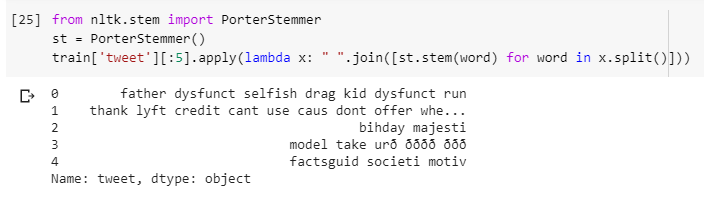 [25] from nltk.stem import PorterStemmer
st = PorterStemmer()
train['tweet'][:5].apply(lambda x: " ".join([st.stem(word) for word in x.split()]))
0 father dysfunct selfish drag kid dysfunct run
1 thank lyft credit cant use caus dont offer whe...
2 bihday majesti
3 model take urð ðððð ððð
4 factsguid societi motiv
Name: tweet, dtype: object